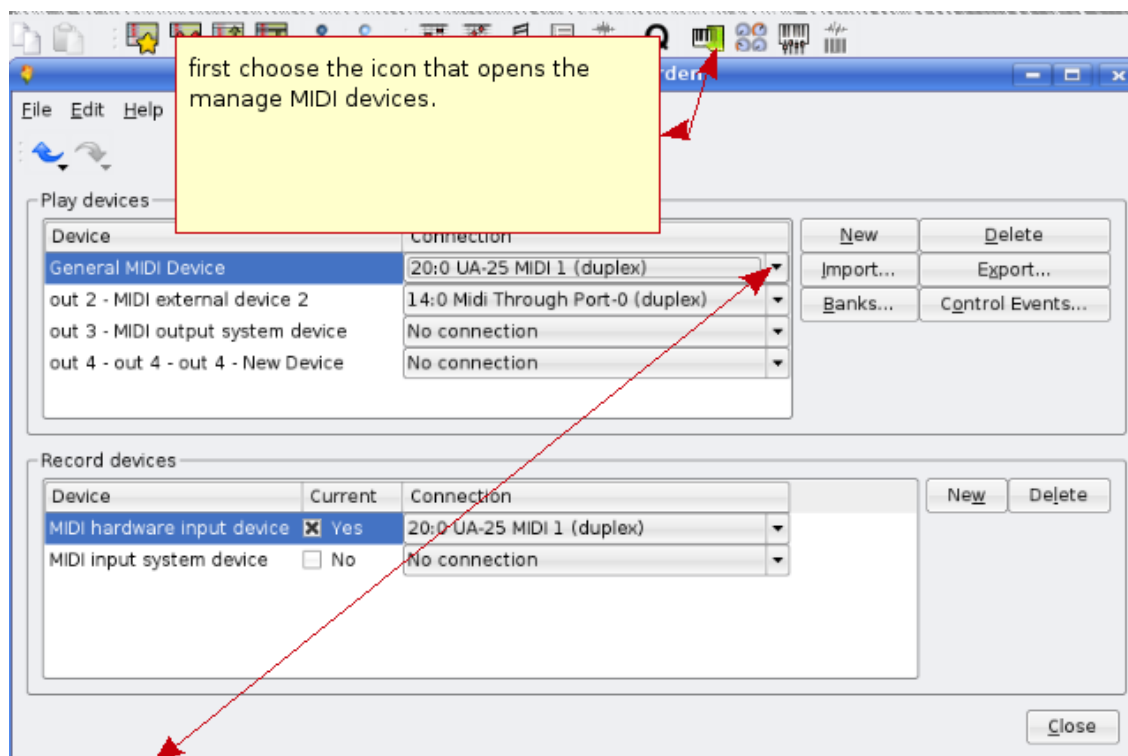 first choose the icon that opens the
manage MIDI devices.
File Edit Help
Play devices
Device Connection
New Delete
General MIDI Device 20:0 UA-25 MIDI 1 (duplex)
Import... Export...
out 2 - MIDI external device 2 14:0 Midi Through Port-0 (duplex)
Banks... Control Events...
out 3 - MIDI output system device No connection
out 4 - out 4 - out 4 - New Device No connection
Record devices
Device Current Connection
New Delete
MIDI hardware input device Yes 20:0 UA-25 MIDI 1 (duplex)
MIDI input system device No No connection
Close